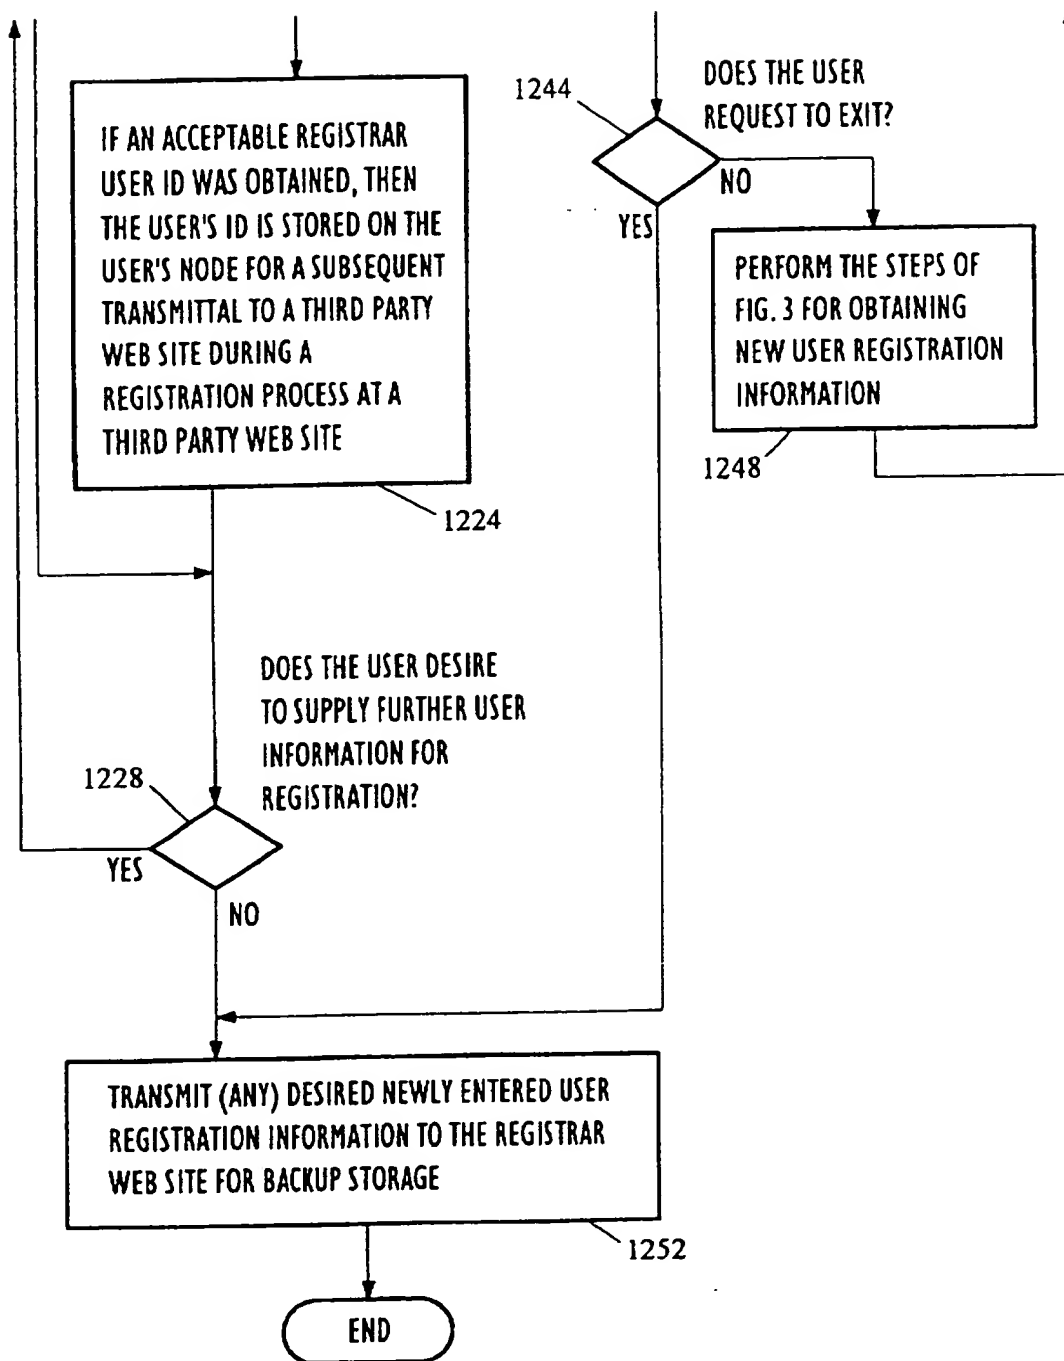 IF AN ACCEPTABLE REGISTRAR
USER ID WAS OBTAINED, THEN
THE USER'S ID IS STORED ON THE
USER'S NODE FOR A SUBSEQUENT
TRANSMITTAL TO A THIRD PARTY
WEB SITE DURING A
REGISTRATION PROCESS AT A
THIRD PARTY WEB SITE
1224
1244
DOES THE USER
REQUEST TO EXIT?
NO
YES
PERFORM THE STEPS OF
FIG. 3 FOR OBTAINING
NEW USER REGISTRATION
INFORMATION
1248
DOES THE USER DESIRE
TO SUPPLY FURTHER USER
INFORMATION FOR
REGISTRATION?
1228
YES
NO
TRANSMIT (ANY) DESIRED NEWLY ENTERED USER
REGISTRATION INFORMATION TO THE REGISTRAR
WEB SITE FOR BACKUP STORAGE
1252
END